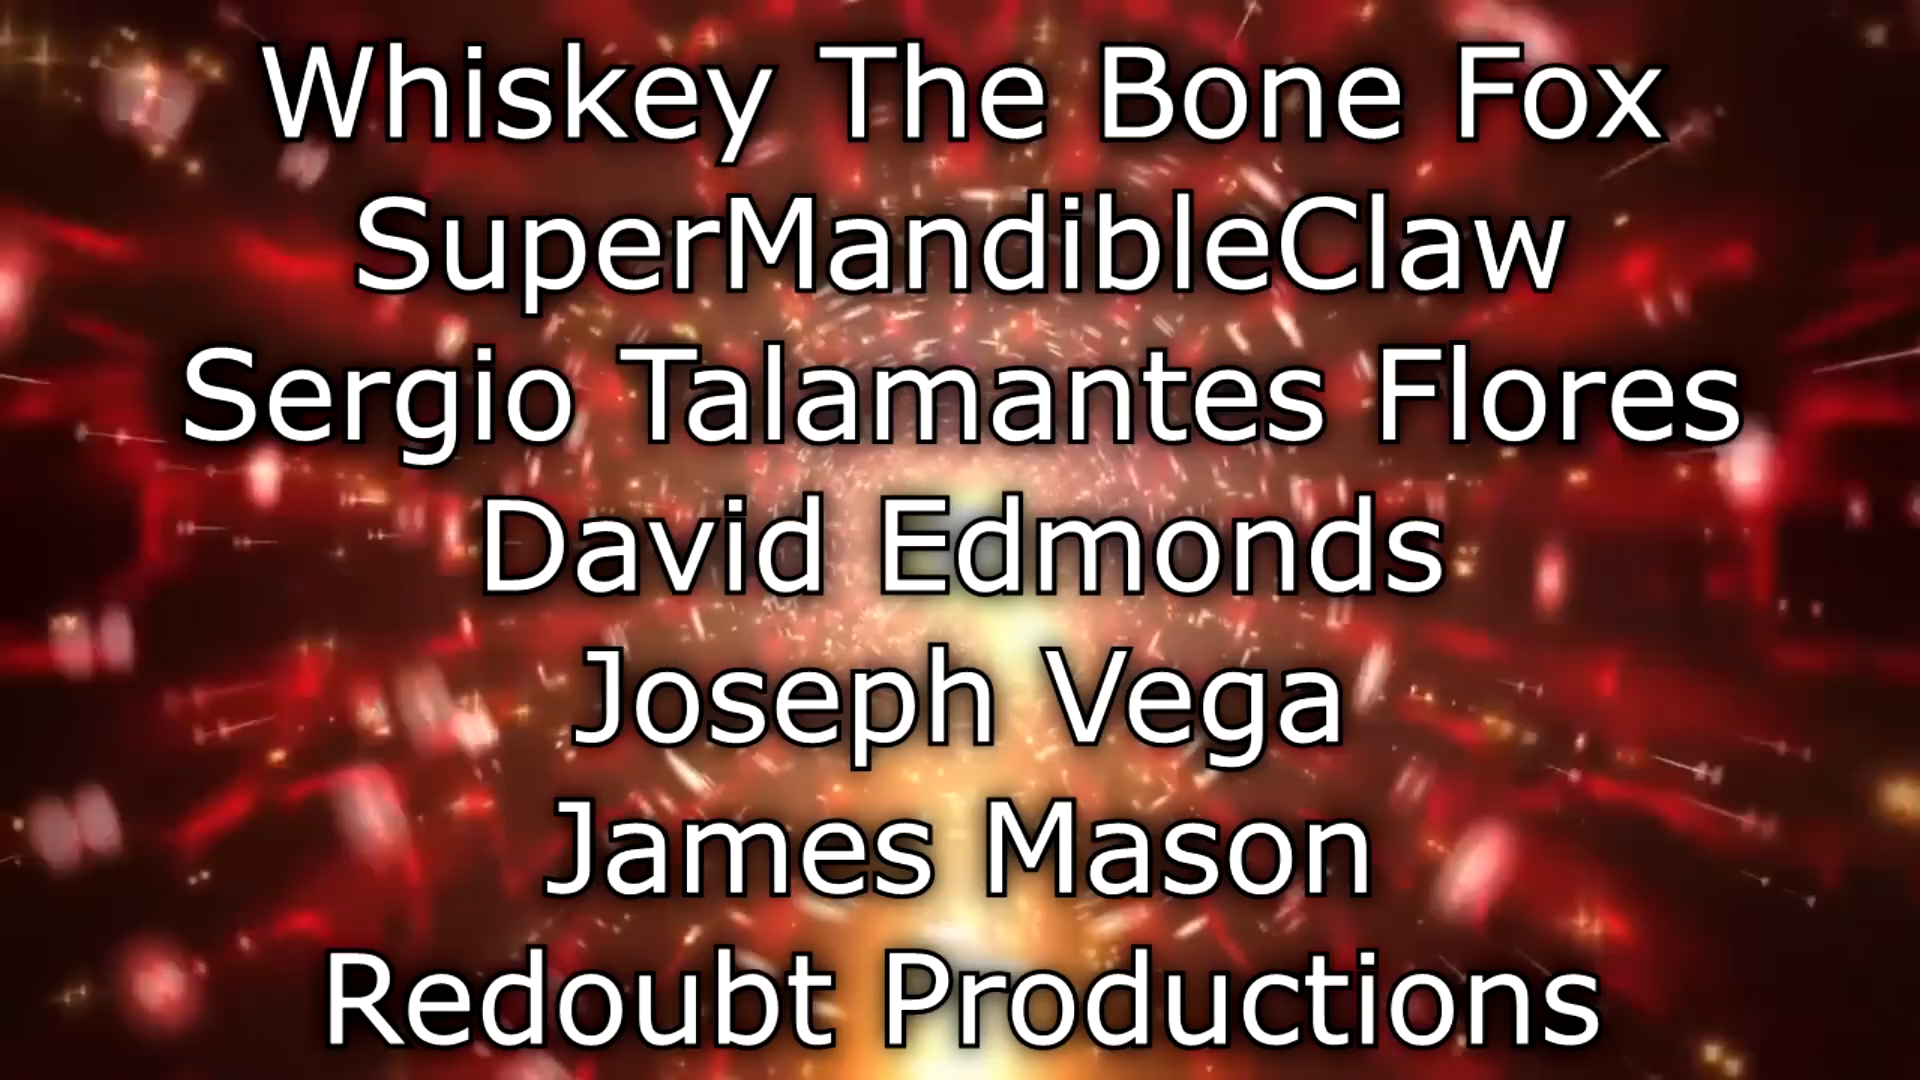 Whiskey The Bone Fox
SuperMandibleClaw
Sergio Talamantes Flores
David Edmonds
Joseph Vega
James Mason
Redoubt Productions